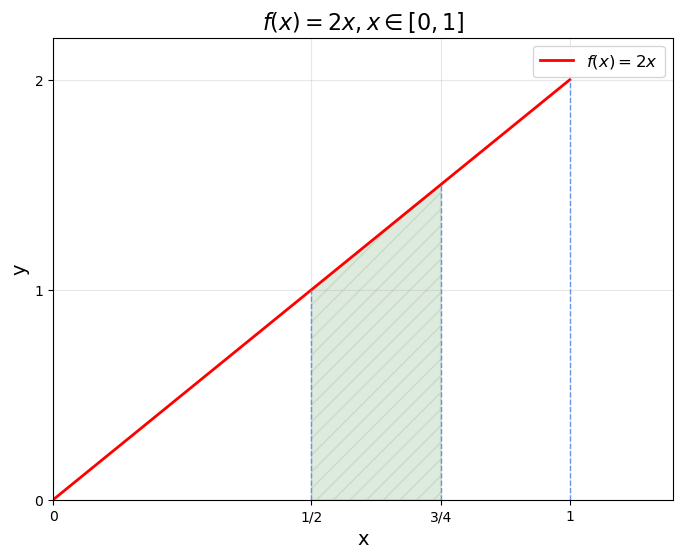 f(x) = 2x, x ∈ [0, 1]
f(x) = 2x
y
2
1
0
0 1/2 3/4 1
x